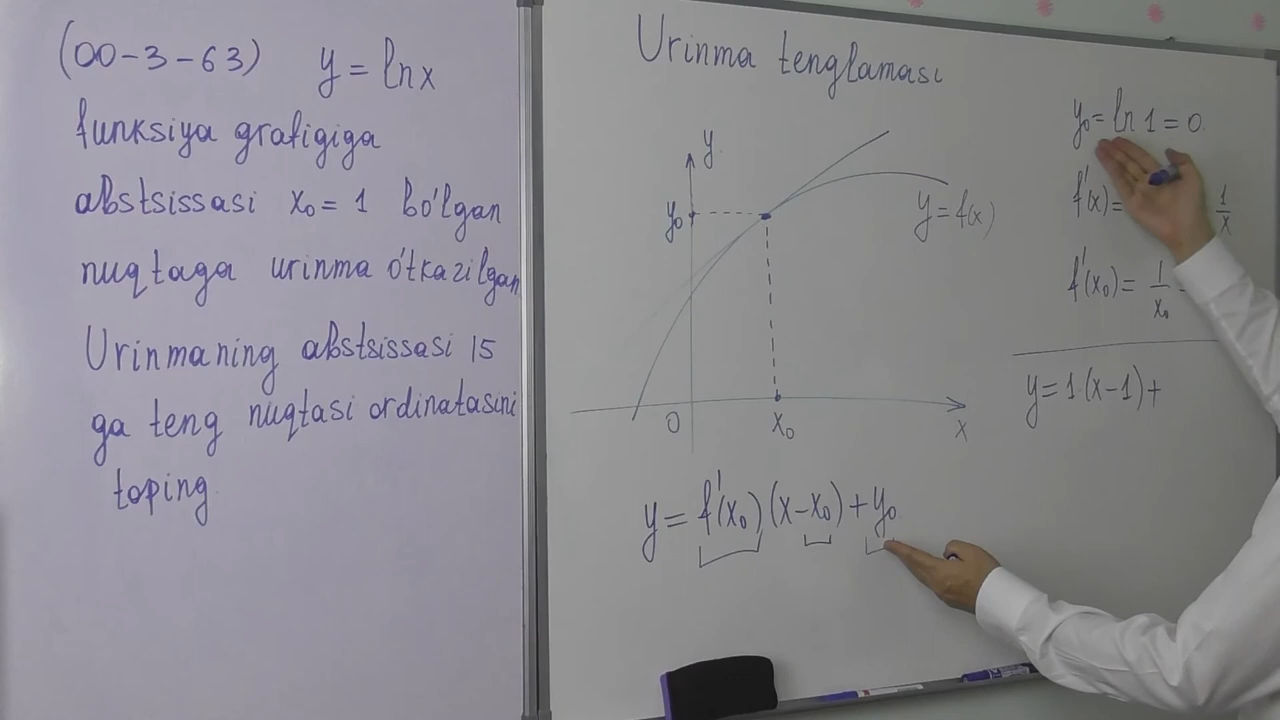 (00-3-63) y = lnx
funksiya grafigiga
abstsissasi x₀ = 1 bo'lgan
nuqtaga urinma o'tkazilgan
Urinmaning abstsissasi 15
ga teng nuqtasi ordinatasini
toping
Urinma tenglamasi
y
y₀
y = f(x)
0
x₀
x
y = f'(x₀)(x-x₀)+y₀
y₀ = ln 1 = 0
f'(x) = 1/x
f'(x₀) = 1/x₀
y = 1·(x-1)+